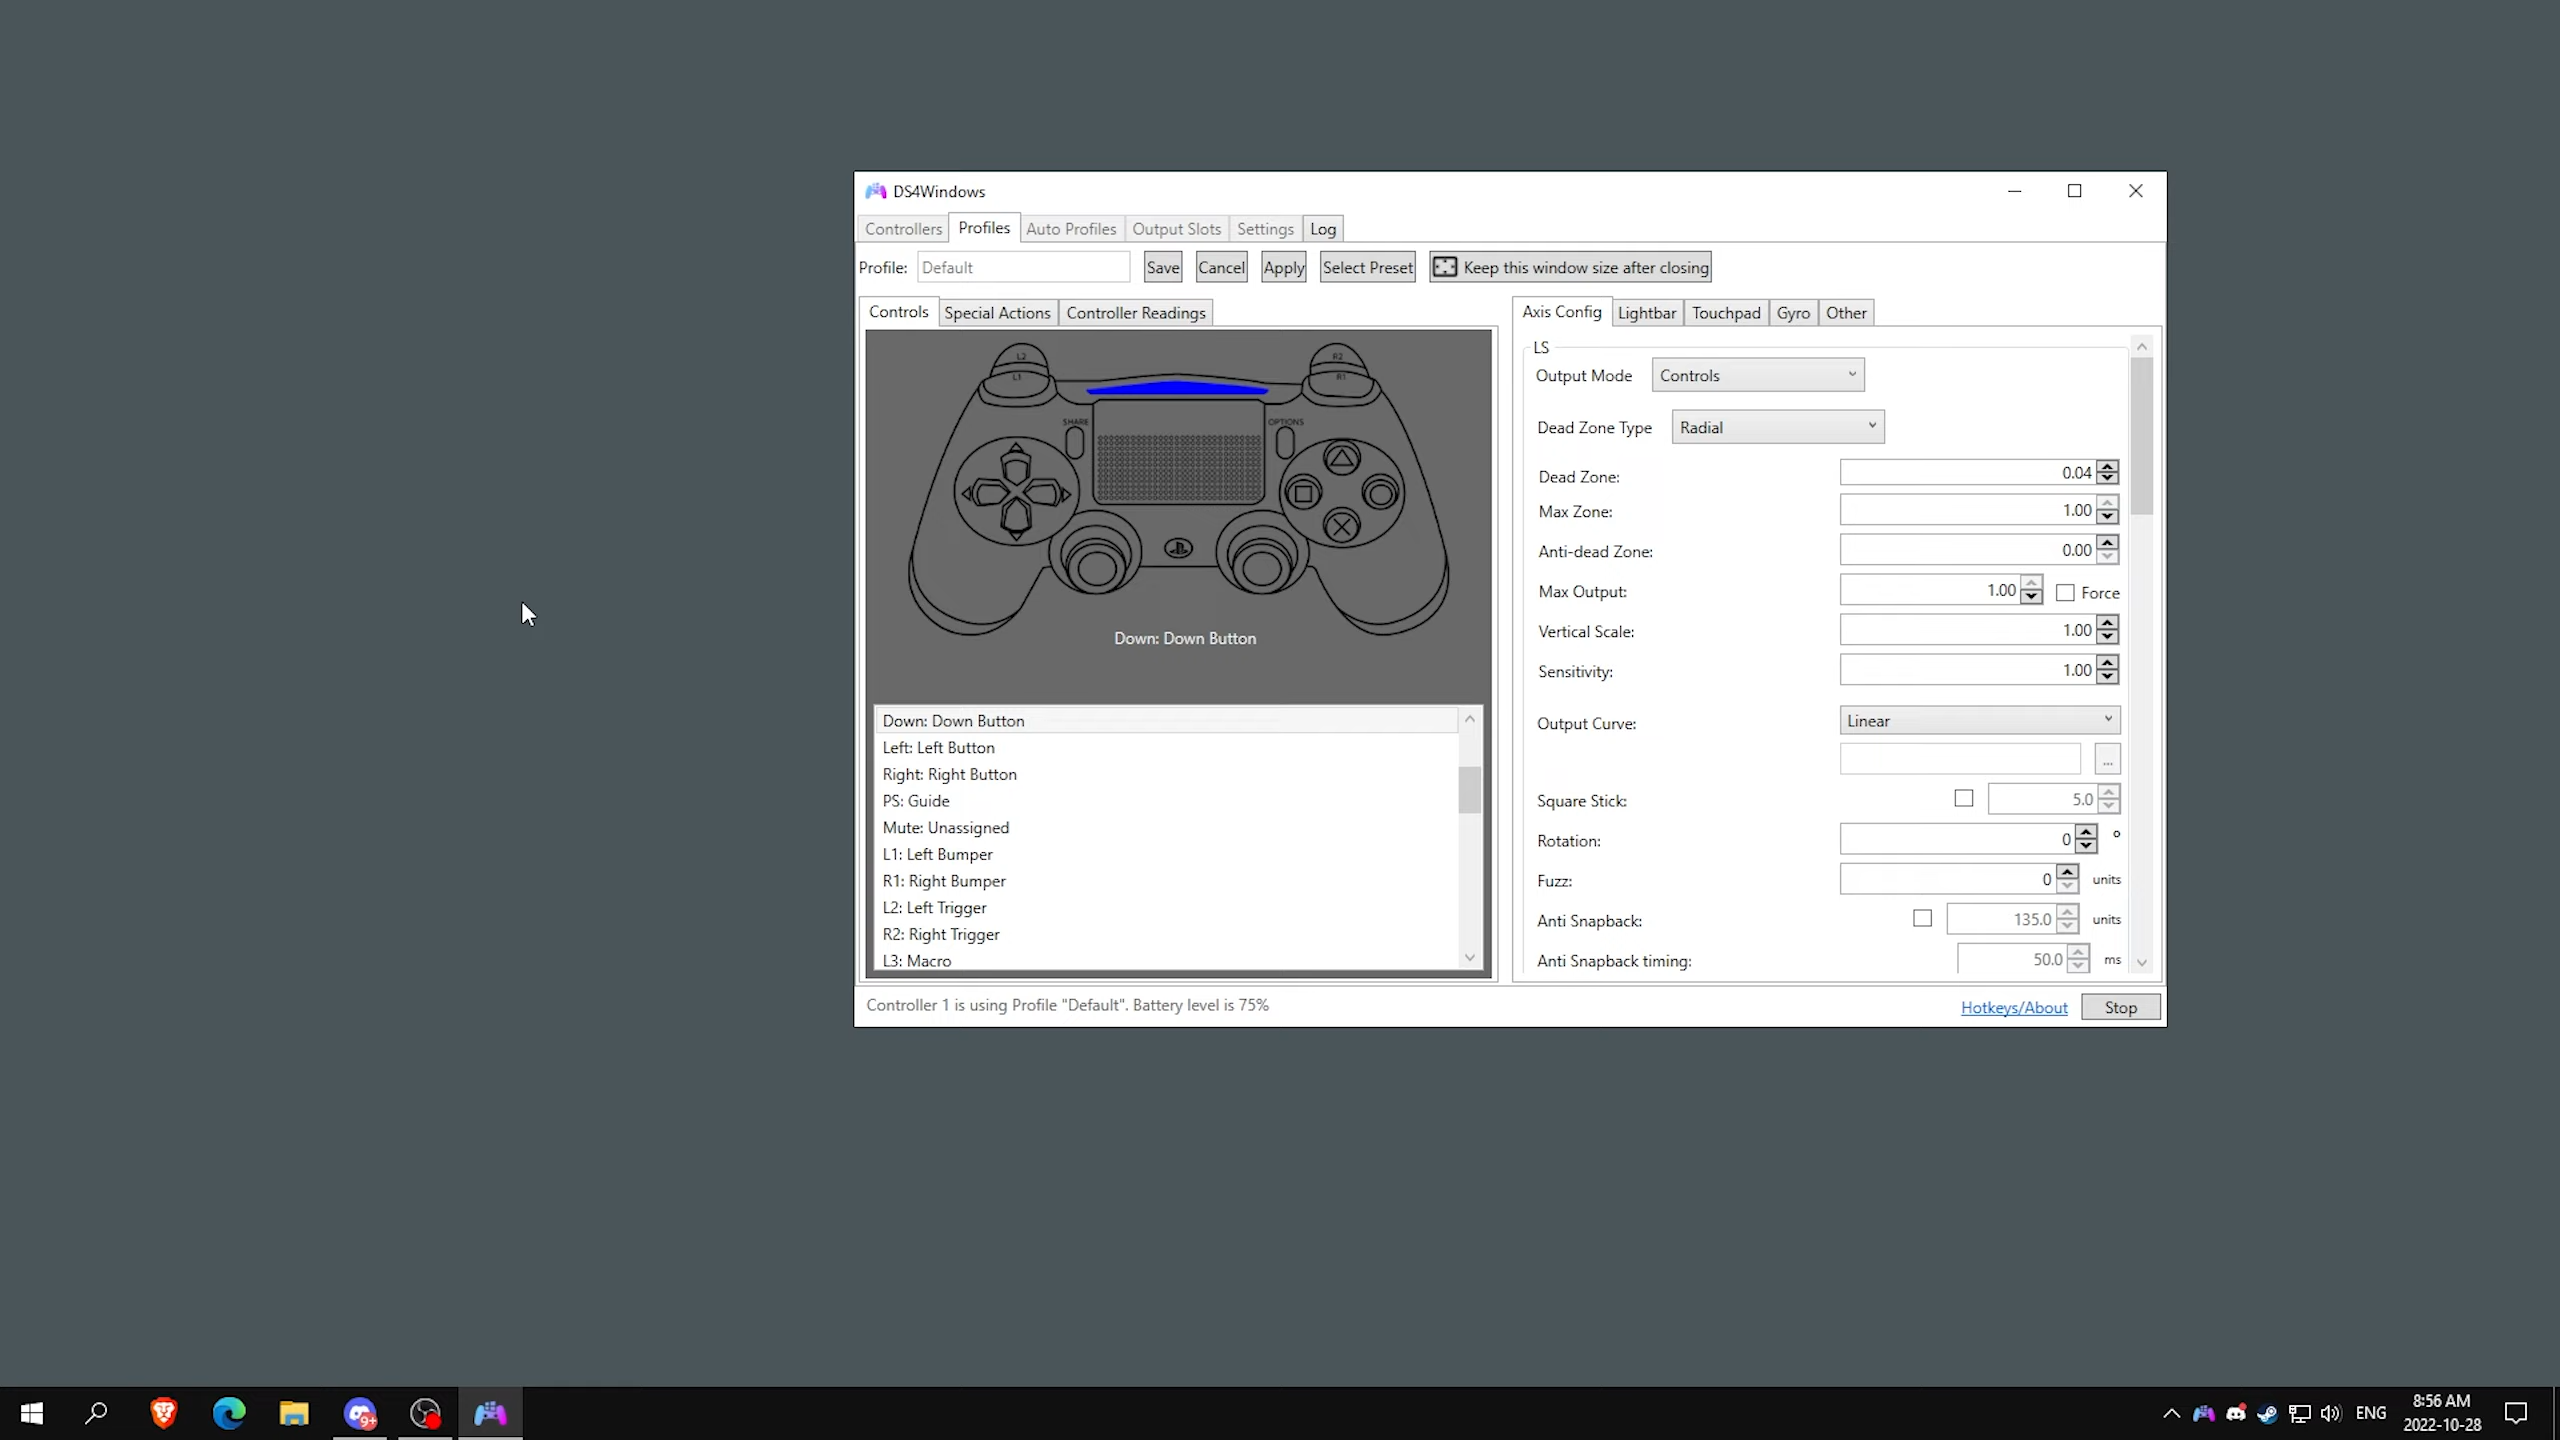 DS4Windows
Controllers Profiles Auto Profiles Output Slots Settings Log
Profile: Default Save Cancel Apply Select Preset Keep this window size after closing
Controls Special Actions Controller Readings
Axis Config Lightbar Touchpad Gyro Other
L2
L1
R2
R1
SHARE
OPTIONS
Down: Down Button
Down: Down Button
Left: Left Button
Right: Right Button
PS: Guide
Mute: Unassigned
L1: Left Bumper
R1: Right Bumper
L2: Left Trigger
R2: Right Trigger
L3: Macro
LS
Output Mode Controls
Dead Zone Type Radial
Dead Zone: 0.04
Max Zone: 1.00
Anti-dead Zone: 0.00
Max Output: 1.00 Force
Vertical Scale: 1.00
Sensitivity: 1.00
Output Curve: Linear
...
Square Stick: 5.0
Rotation: 0 °
Fuzz: 0 units
Anti Snapback: 135.0 units
Anti Snapback timing: 50.0 ms
Controller 1 is using Profile "Default". Battery level is 75%
Hotkeys/About Stop
9+
ENG
8:56 AM
2022-10-28